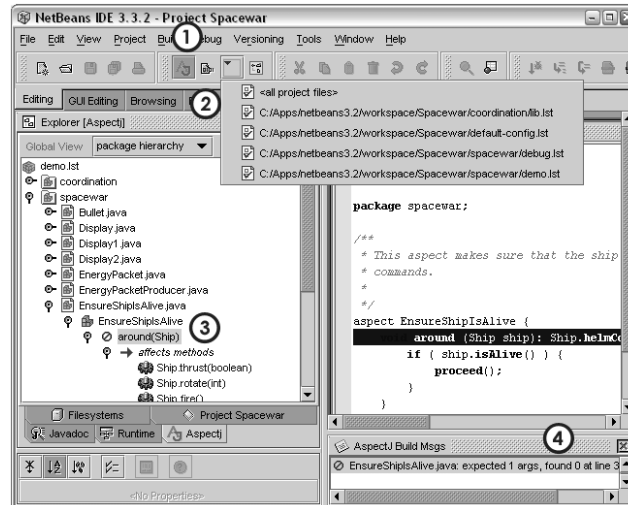 NetBeans IDE 3.3.2 - Project Spacewar
File Edit View Project Build Debug Versioning Tools Window Help
1
Editing GUI Editing Browsing
2
<all project files>
C:/Apps/netbeans3.2/workspace/Spacewar/coordination/lib.lst
C:/Apps/netbeans3.2/workspace/Spacewar/default-config.lst
C:/Apps/netbeans3.2/workspace/Spacewar/spacewar/debug.lst
C:/Apps/netbeans3.2/workspace/Spacewar/spacewar/demo.lst
Explorer [Aspectj]
Global View package hierarchy
demo.lst
coordination
spacewar
Bullet.java
Display.java
Display1.java
Display2.java
EnergyPacket.java
EnergyPacketProducer.java
EnsureShipIsAlive.java
EnsureShipIsAlive
3
around(Ship)
affects methods
Ship.thrust(boolean)
Ship.rotate(int)
Ship.fire()
Filesystems Project Spacewar
Javadoc Runtime Aspectj
<No Properties>
package spacewar;
/**
* This aspect makes sure that the ship
* commands.
*
*/
aspect EnsureShipIsAlive {
around (Ship ship): Ship.helmCo
if ( ship.isAlive() ) {
proceed();
}
}
AspectJ Build Msgs
4
EnsureShipIsAlive.java: expected 1 args, found 0 at line 3